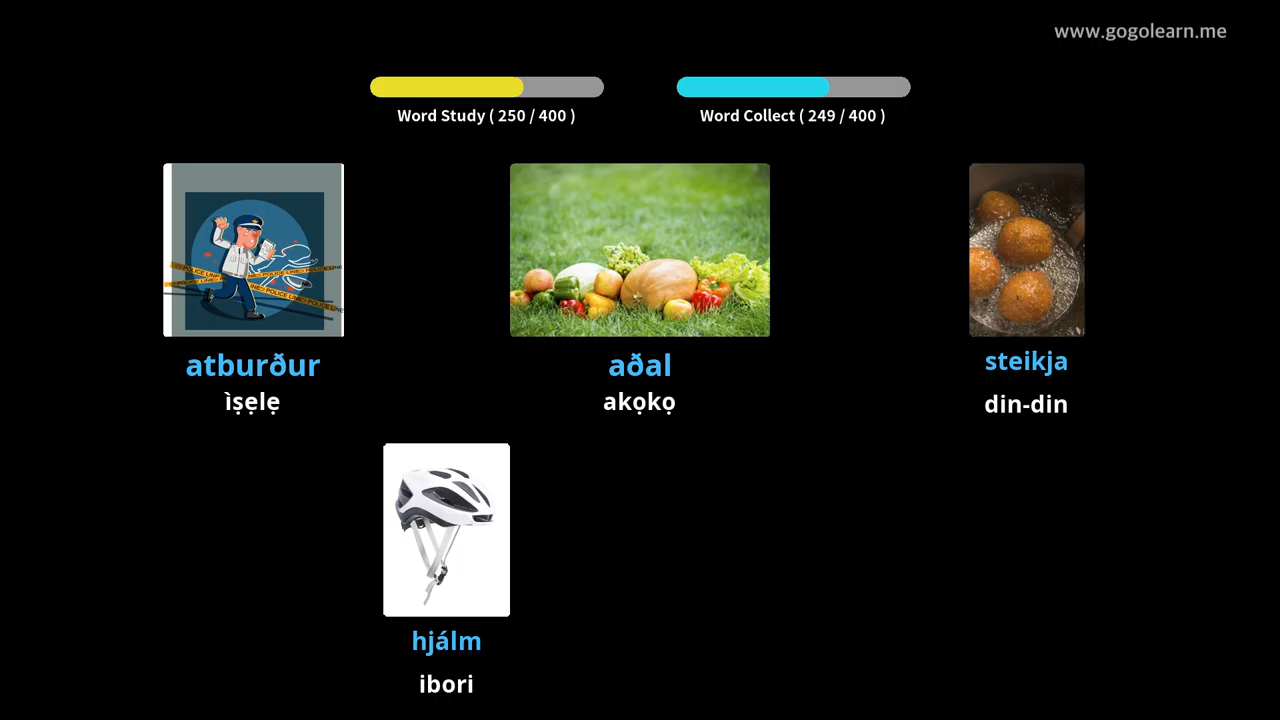 www.gogolearn.me
Word Study ( 250 / 400 )
Word Collect ( 249 / 400 )
atburður
ìṣẹlẹ
aðal
akọkọ
steikja
din-din
hjálm
ibori